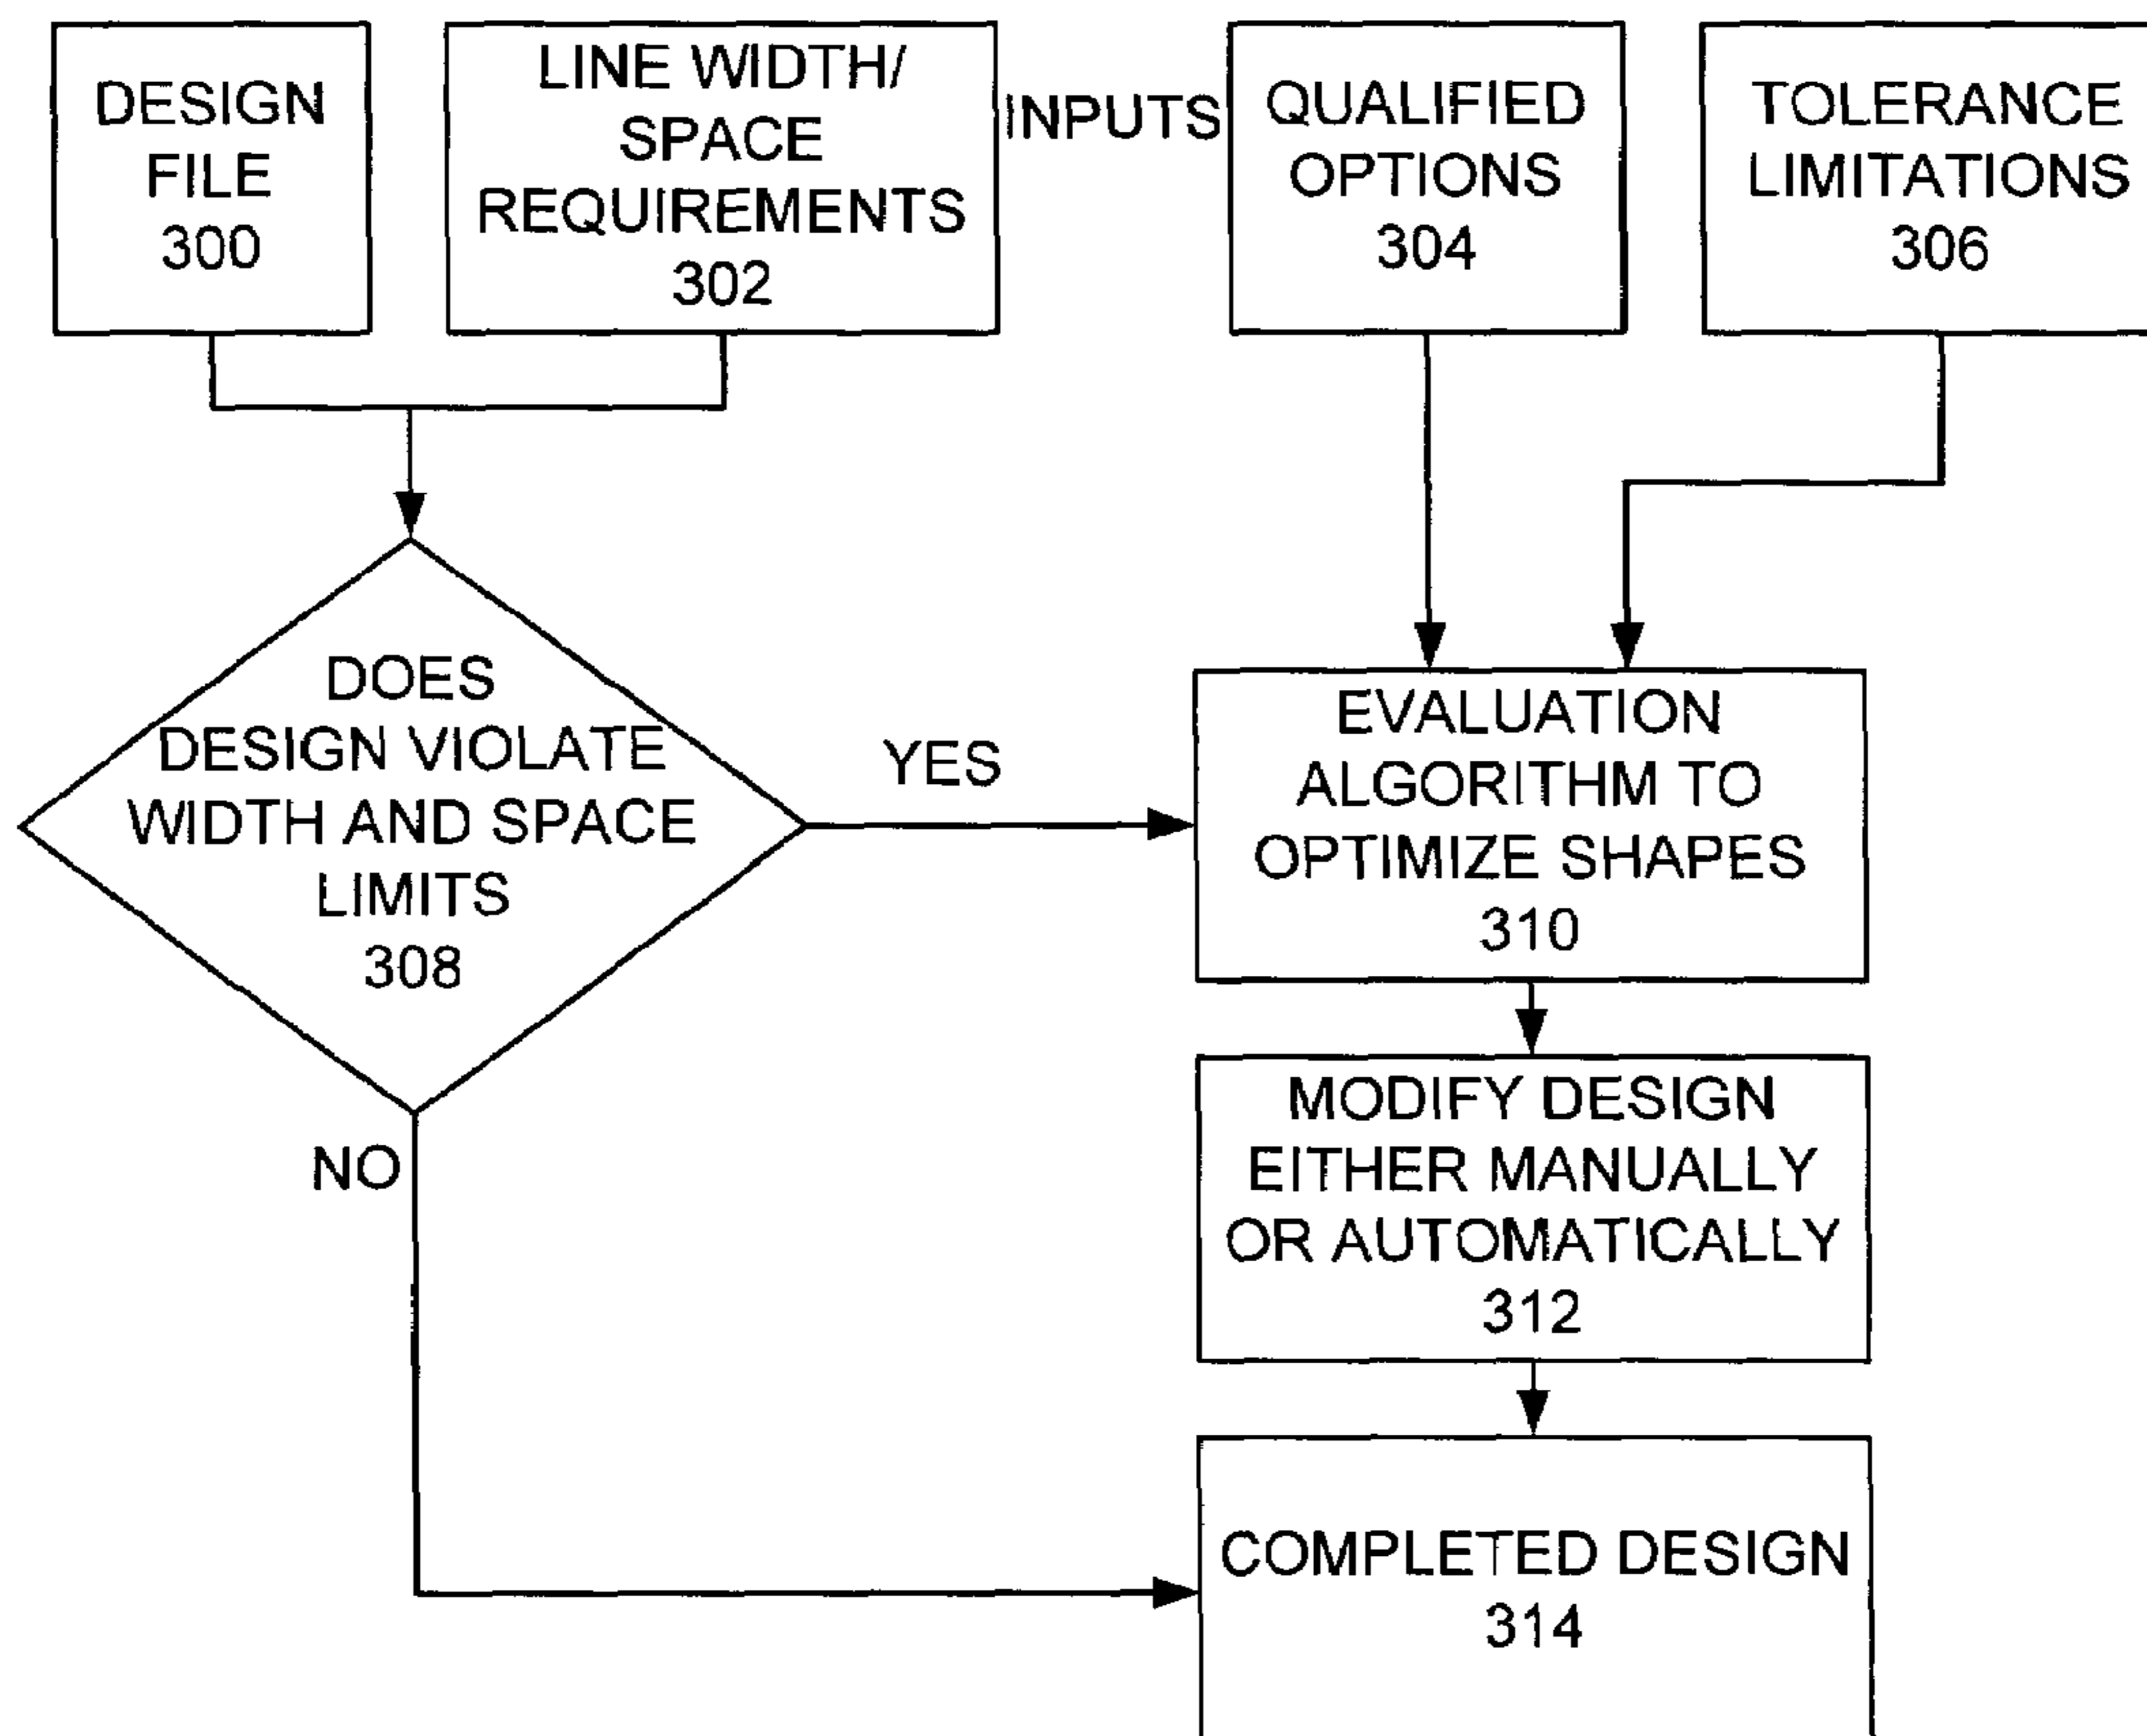 DESIGN
FILE
300
LINE WIDTH/
SPACE
REQUIREMENTS
302
INPUTS
QUALIFIED
OPTIONS
304
TOLERANCE
LIMITATIONS
306
DOES
DESIGN VIOLATE
WIDTH AND SPACE
LIMITS
308
YES
NO
EVALUATION
ALGORITHM TO
OPTIMIZE SHAPES
310
MODIFY DESIGN
EITHER MANUALLY
OR AUTOMATICALLY
312
COMPLETED DESIGN
314